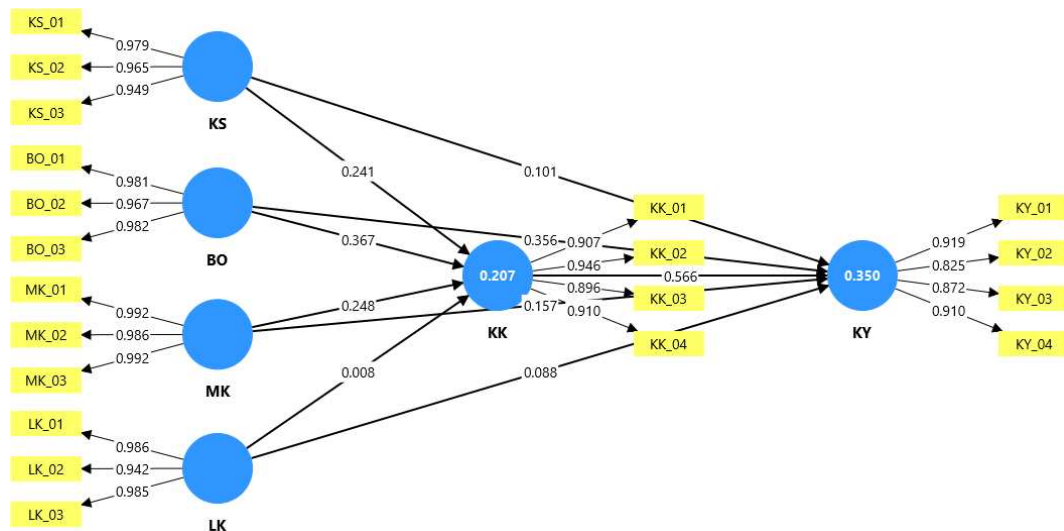 KS_01
0.979
KS_02
0.965
KS_03
0.949
KS
BO_01
0.981
BO_02
0.967
BO_03
0.982
BO
MK_01
0.992
MK_02
0.986
MK_03
0.992
MK
LK_01
0.986
LK_02
0.942
LK_03
0.985
LK
0.241
0.367
0.248
0.008
0.101
0.356
0.566
0.157
0.088
0.207
KK
KK_01
0.907
KK_02
0.946
KK_03
0.896
KK_04
0.910
0.350
KY
KY_01
0.919
KY_02
0.825
KY_03
0.872
KY_04
0.910